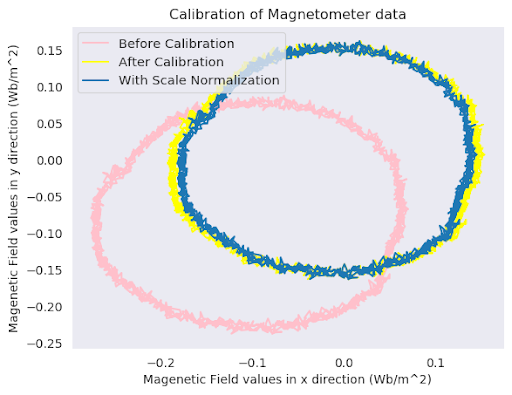 Calibration of Magnetometer data
Before Calibration
After Calibration
With Scale Normalization
Magenetic Field values in y direction (Wb/m^2)
0.15
0.10
0.05
0.00
−0.05
−0.10
−0.15
−0.20
−0.25
−0.2
−0.1
0.0
0.1
Magenetic Field values in x direction (Wb/m^2)